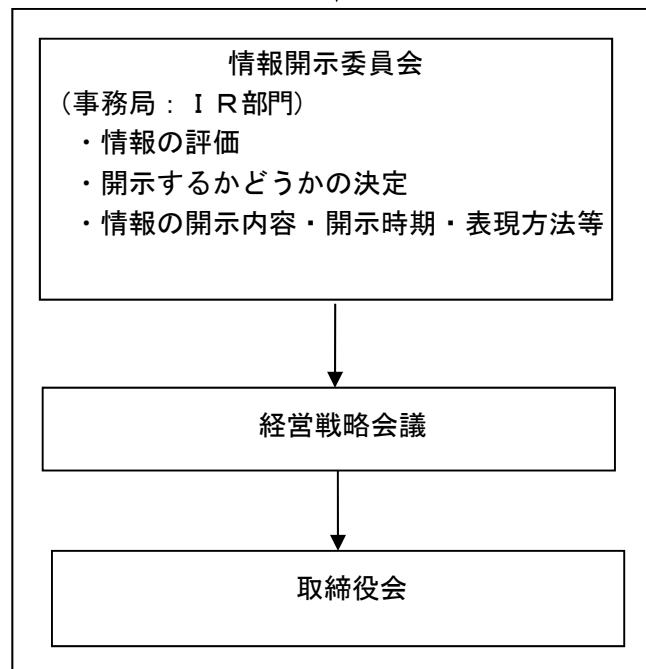 情報開示委員会
（事務局：ＩＲ部門）
・情報の評価
・開示するかどうかの決定
・情報の開示内容・開示時期・表現方法等
経営戦略会議
取締役会